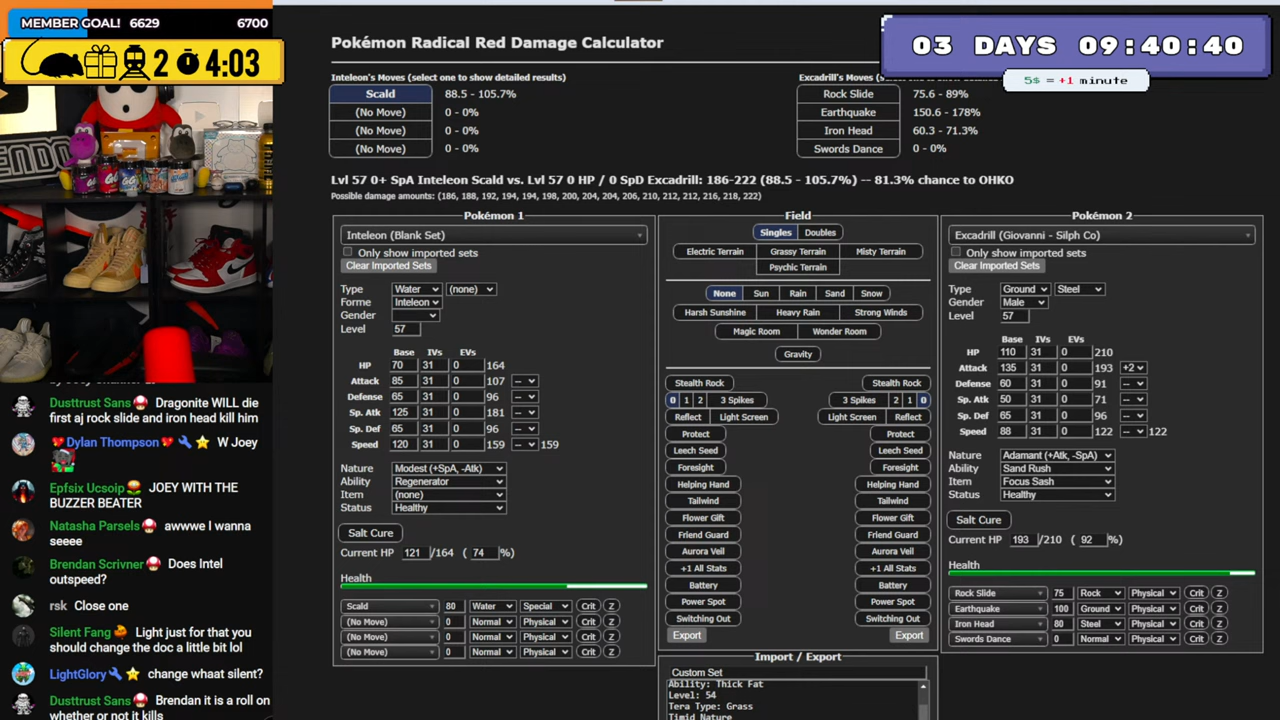 MEMBER GOAL! 6629 6700
2 4:03
03 DAYS 09:40:40
5$ = +1 minute
Pokémon Radical Red Damage Calculator
Inteleon's Moves (select one to show detailed results)
Scald 88.5 - 105.7%
(No Move) 0 - 0%
(No Move) 0 - 0%
(No Move) 0 - 0%
Excadrill's Moves
Rock Slide 75.6 - 89%
Earthquake 150.6 - 178%
Iron Head 60.3 - 71.3%
Swords Dance 0 - 0%
Lvl 57 0+ SpA Inteleon Scald vs. Lvl 57 0 HP / 0 SpD Excadrill: 186-222 (88.5 - 105.7%) -- 81.3% chance to OHKO
Possible damage amounts: (186, 188, 192, 194, 194, 198, 200, 204, 204, 206, 210, 212, 212, 216, 218, 222)
Pokémon 1
Inteleon (Blank Set)
Only show imported sets
Clear Imported Sets
Type Water (none)
Forme Inteleon
Gender
Level 57
Base IVs EVs
HP 70 31 0 164
Attack 85 31 0 107 --
Defense 65 31 0 96 --
Sp. Atk 125 31 0 181 --
Sp. Def 65 31 0 96 --
Speed 120 31 0 159 -- 159
Nature Modest (+SpA, -Atk)
Ability Regenerator
Item (none)
Status Healthy
Salt Cure
Current HP 121 /164 ( 74 %)
Health
Scald 80 Water Special Crit Z
(No Move) 0 Normal Physical Crit Z
(No Move) 0 Normal Physical Crit Z
(No Move) 0 Normal Physical Crit Z
Field
Singles Doubles
Electric Terrain Grassy Terrain Misty Terrain
Psychic Terrain
None Sun Rain Sand Snow
Harsh Sunshine Heavy Rain Strong Winds
Magic Room Wonder Room
Gravity
Stealth Rock Stealth Rock
0 1 2 3 Spikes 3 Spikes 2 1 0
Reflect Light Screen Light Screen Reflect
Protect Protect
Leech Seed Leech Seed
Foresight Foresight
Helping Hand Helping Hand
Tailwind Tailwind
Flower Gift Flower Gift
Friend Guard Friend Guard
Aurora Veil Aurora Veil
+1 All Stats +1 All Stats
Battery Battery
Power Spot Power Spot
Switching Out Switching Out
Export Export
Import / Export
Custom Set
Ability: Thick Fat
Level: 54
Tera Type: Grass
Timid Nature
Pokémon 2
Excadrill (Giovanni - Silph Co)
Only show imported sets
Clear Imported Sets
Type Ground Steel
Gender Male
Level 57
Base IVs EVs
HP 110 31 0 210
Attack 135 31 0 193 +2
Defense 60 31 0 91 --
Sp. Atk 50 31 0 71 --
Sp. Def 65 31 0 96 --
Speed 88 31 0 122 -- 122
Nature Adamant (+Atk, -SpA)
Ability Sand Rush
Item Focus Sash
Status Healthy
Salt Cure
Current HP 193 /210 ( 92 %)
Health
Rock Slide 75 Rock Physical Crit Z
Earthquake 100 Ground Physical Crit Z
Iron Head 80 Steel Physical Crit Z
Swords Dance 0 Normal Physical Crit Z
Dusttrust Sans Dragonite WILL die
first aj rock slide and iron head kill him
Dylan Thompson W Joey
Epfsix Ucsoip JOEY WITH THE
BUZZER BEATER
Natasha Parsels awwwe I wanna
seeee
Brendan Scrivner Does Intel
outspeed?
rsk Close one
Silent Fang Light just for that you
should change the doc a little bit lol
LightGlory change whaat silent?
Dusttrust Sans Brendan it is a roll on
whether or not it kills